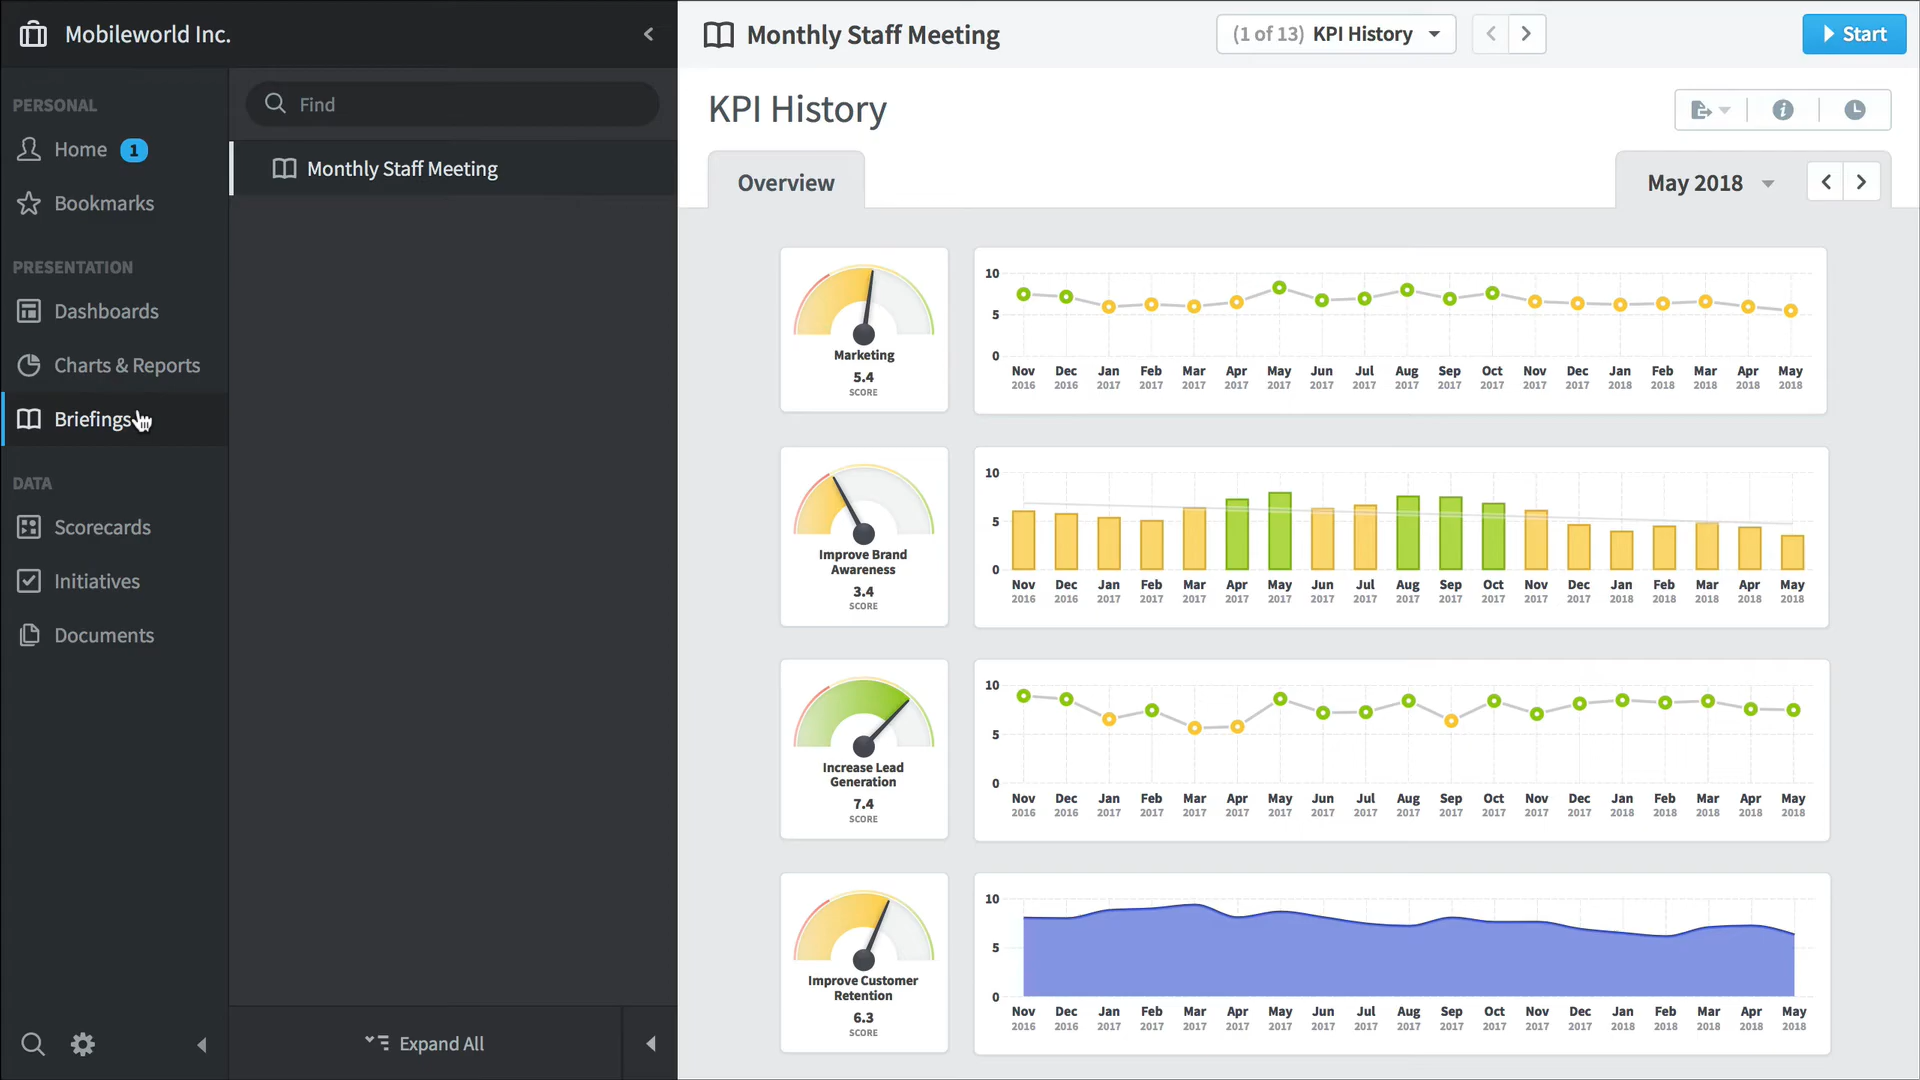 Mobileworld Inc.
PERSONAL
Home 1
Bookmarks
PRESENTATION
Dashboards
Charts & Reports
Briefings
DATA
Scorecards
Initiatives
Documents
Find
Monthly Staff Meeting
Expand All
Monthly Staff Meeting
(1 of 13) KPI History
Start
KPI History
Overview
May 2018
Marketing
5.4
SCORE
10
5
0
Nov Dec Jan Feb Mar Apr May Jun Jul Aug Sep Oct Nov Dec Jan Feb Mar Apr May
2016 2016 2017 2017 2017 2017 2017 2017 2017 2017 2017 2017 2017 2017 2018 2018 2018 2018 2018
Improve Brand
Awareness
3.4
SCORE
10
5
0
Nov Dec Jan Feb Mar Apr May Jun Jul Aug Sep Oct Nov Dec Jan Feb Mar Apr May
2016 2016 2017 2017 2017 2017 2017 2017 2017 2017 2017 2017 2017 2017 2018 2018 2018 2018 2018
Increase Lead
Generation
7.4
SCORE
10
5
0
Nov Dec Jan Feb Mar Apr May Jun Jul Aug Sep Oct Nov Dec Jan Feb Mar Apr May
2016 2016 2017 2017 2017 2017 2017 2017 2017 2017 2017 2017 2017 2017 2018 2018 2018 2018 2018
Improve Customer
Retention
6.3
SCORE
10
5
0
Nov Dec Jan Feb Mar Apr May Jun Jul Aug Sep Oct Nov Dec Jan Feb Mar Apr May
2016 2016 2017 2017 2017 2017 2017 2017 2017 2017 2017 2017 2017 2017 2018 2018 2018 2018 2018